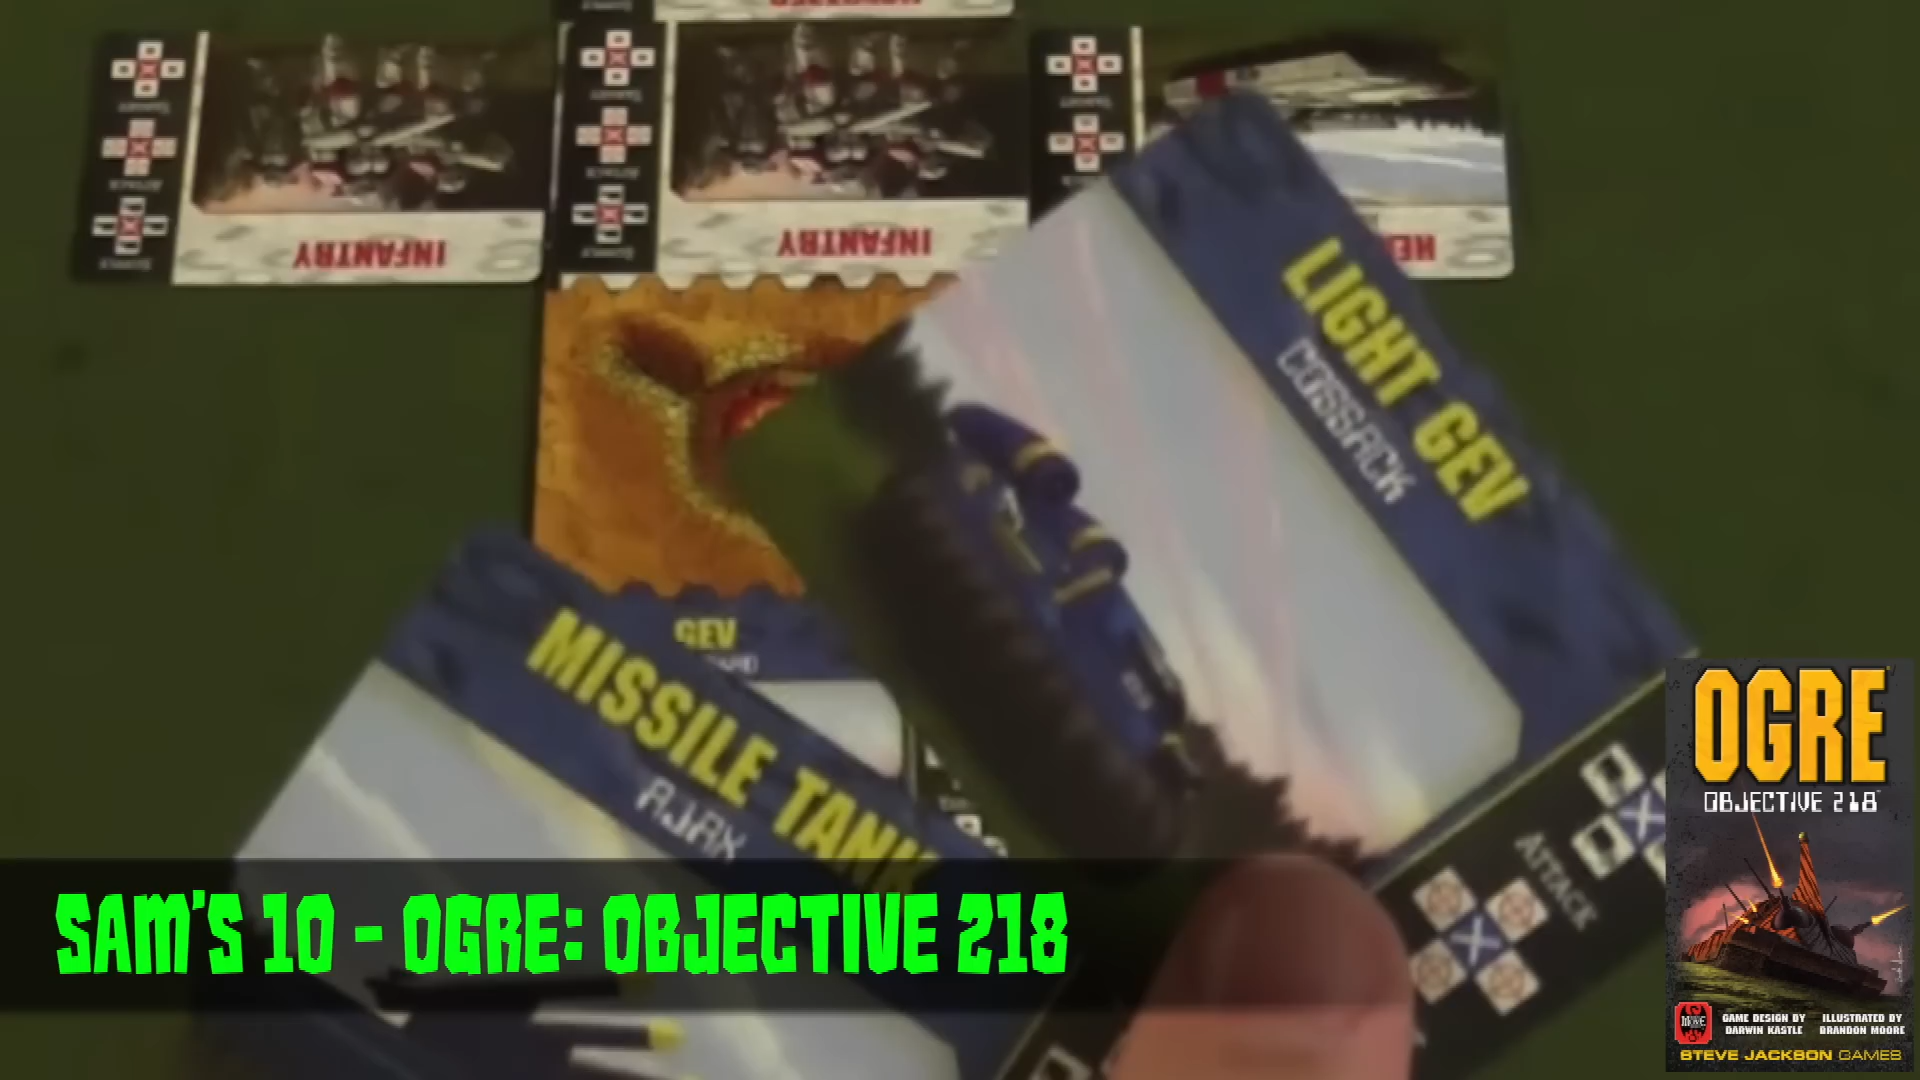 INFANTRY
INFANTRY
LIGHT GEV
COSSACK
GEV
MISSILE TANK
AJAX
ATTACK
SAM'S 10 - OGRE: OBJECTIVE 218
OGRE
OBJECTIVE 218
GAME DESIGN BY
DARWIN KASTLE
ILLUSTRATED BY
BRANDON MOORE
STEVE JACKSON GAMES